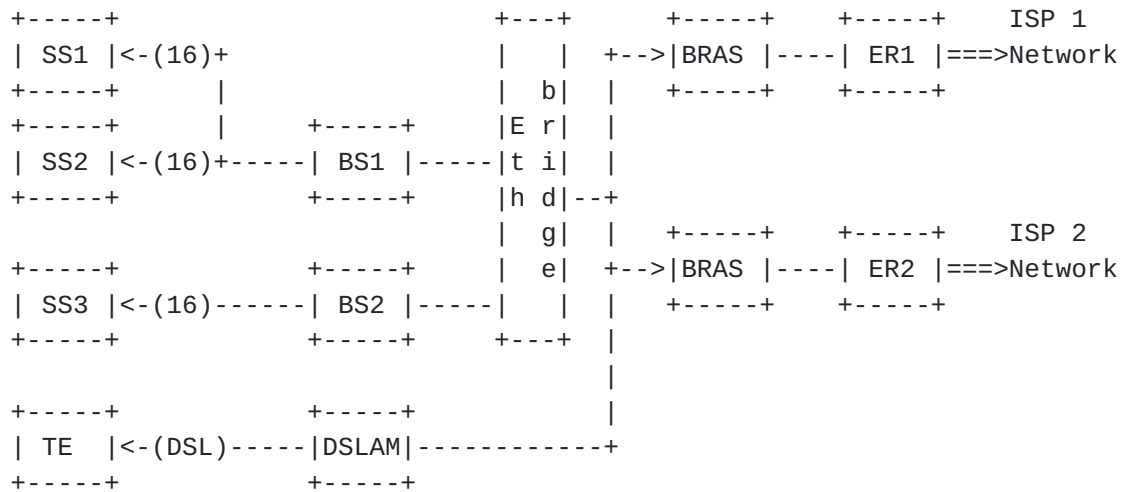 +-----+                       +---+      +-----+    +-----+    ISP 1
| SS1 |<-(16)+                |   |  +-->|BRAS |----| ER1 |===>Network
+-----+      |                |  b|  |   +-----+    +-----+
+-----+      |     +-----+    |E r|  |
| SS2 |<-(16)+-----| BS1 |----|t i|  |
+-----+            +-----+    |h d|--+
                              |  g|  |   +-----+    +-----+    ISP 2
+-----+            +-----+    |  e|  +-->|BRAS |----| ER2 |===>Network
| SS3 |<-(16)------| BS2 |----|   |  |   +-----+    +-----+
+-----+            +-----+    +---+  |
                                     |
+-----+            +-----+           |
| TE  |<-(DSL)-----|DSLAM|------------+
+-----+            +-----+